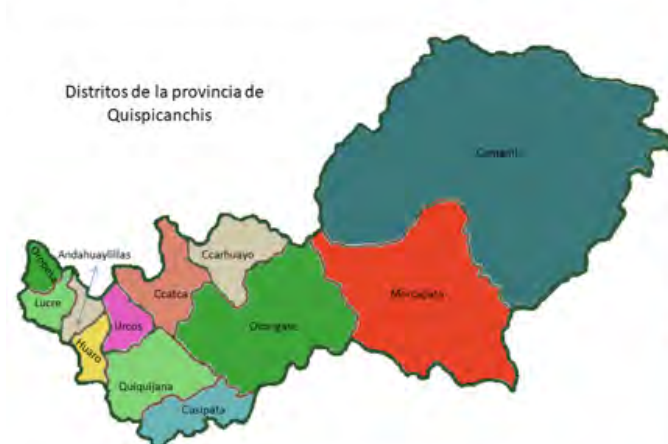 Distritos de la provincia de
Quispicanchis
Camanti
Andahuaylillas
Ccarhuayo
Oropesa
Ccatca
Marcapata
Lucre
Urcos
Ocongate
Huaro
Quiquijana
Cusipata